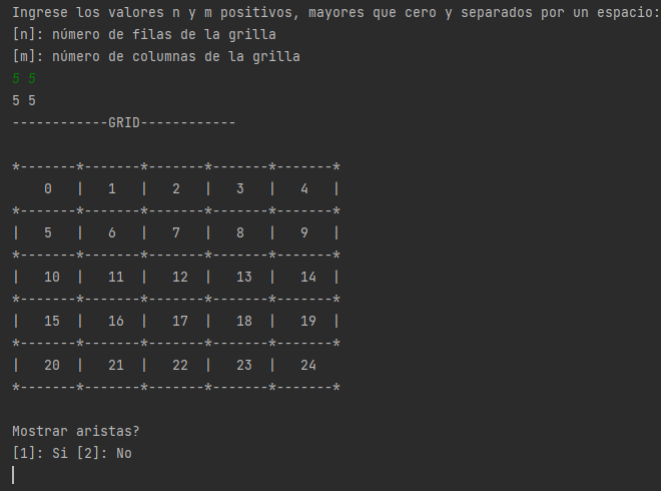 Ingrese los valores n y m positivos, mayores que cero y separados por un espacio:
[n]: número de filas de la grilla
[m]: número de columnas de la grilla
5 5
5 5
------------GRID------------
*-------*-------*-------*-------*-------*
    0   |   1   |   2   |   3   |   4   |
*-------*-------*-------*-------*-------*
|   5   |   6   |   7   |   8   |   9   |
*-------*-------*-------*-------*-------*
|   10  |   11  |   12  |   13  |   14  |
*-------*-------*-------*-------*-------*
|   15  |   16  |   17  |   18  |   19  |
*-------*-------*-------*-------*-------*
|   20  |   21  |   22  |   23  |   24
*-------*-------*-------*-------*-------*
Mostrar aristas?
[1]: Si [2]: No